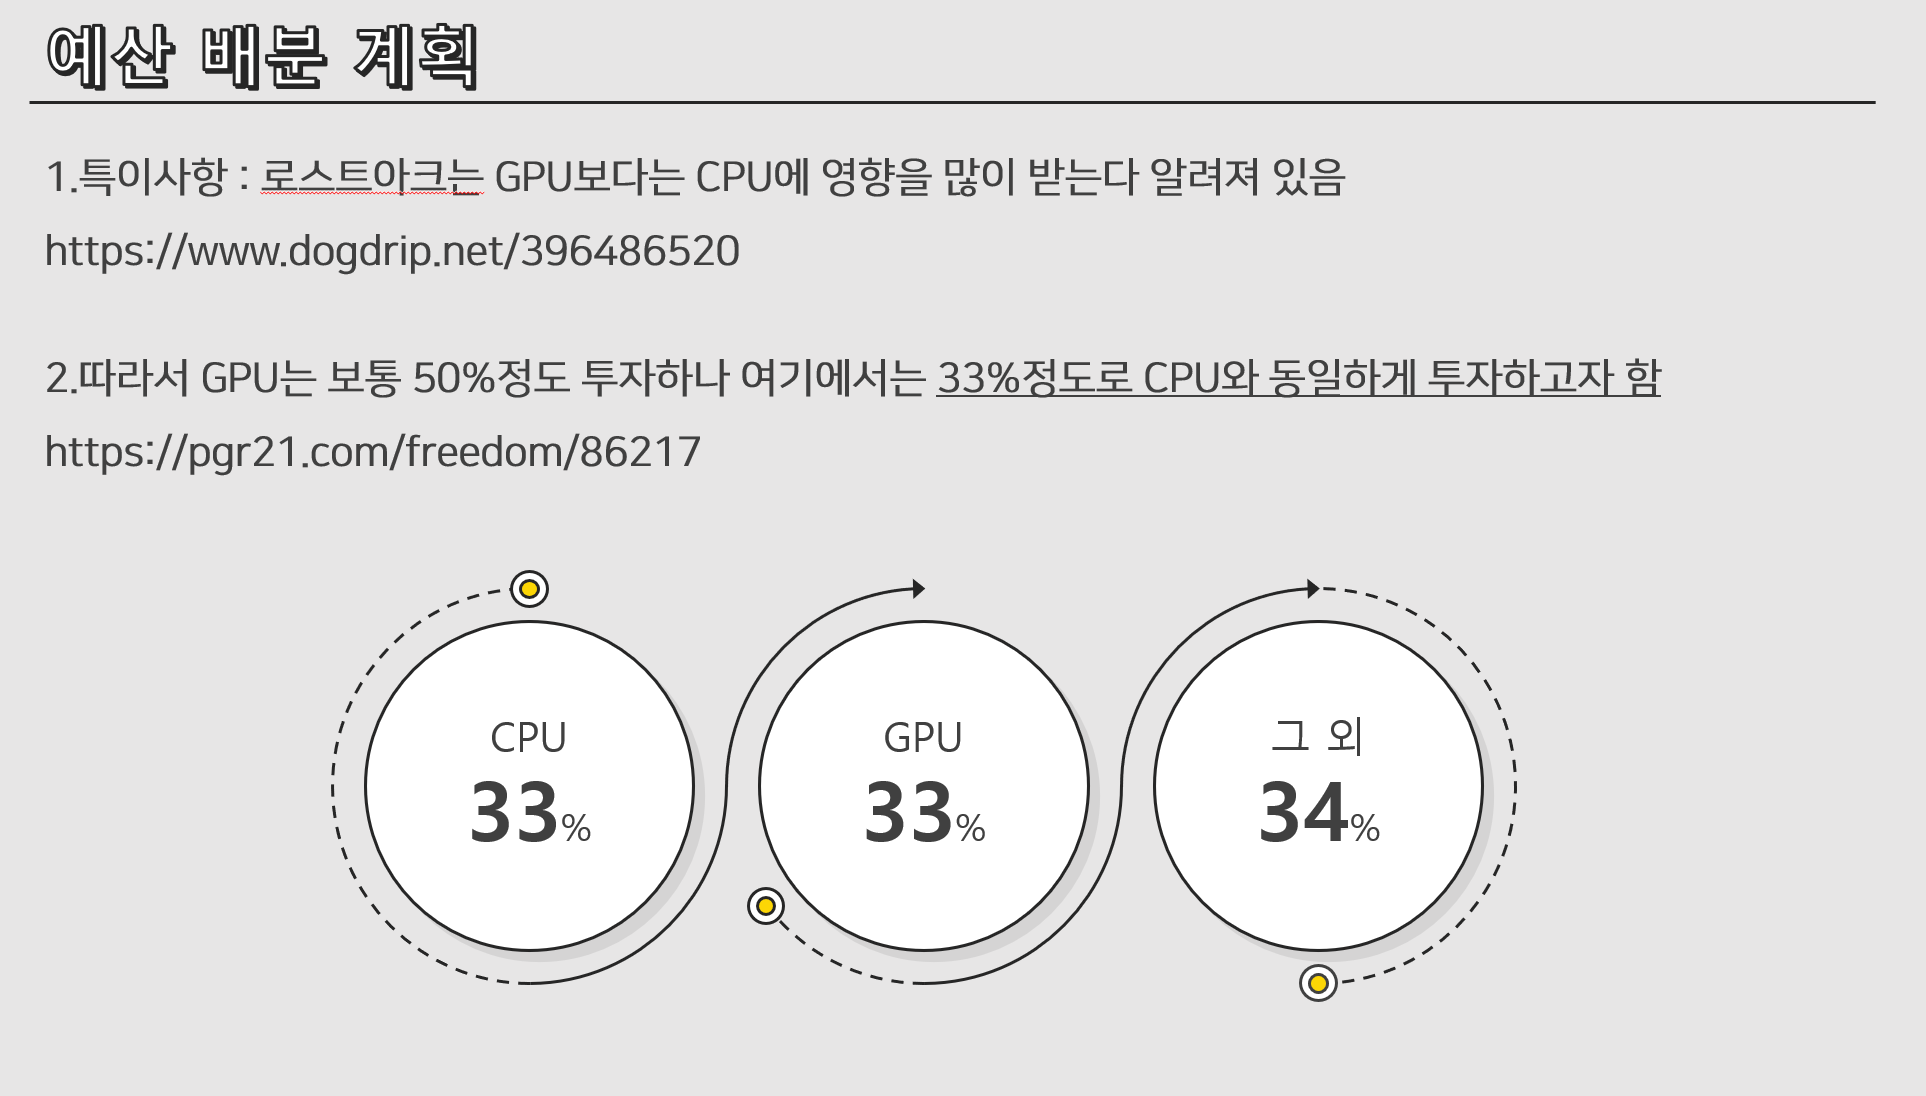 예산 배분 계획
1.특이사항 : 로스트아크는 GPU보다는 CPU에 영향을 많이 받는다 알려져 있음
https://www.dogdrip.net/396486520
2.따라서 GPU는 보통 50%정도 투자하나 여기에서는 33%정도로 CPU와 동일하게 투자하고자 함
https://pgr21.com/freedom/86217
CPU
33%
GPU
33%
그 외
34%